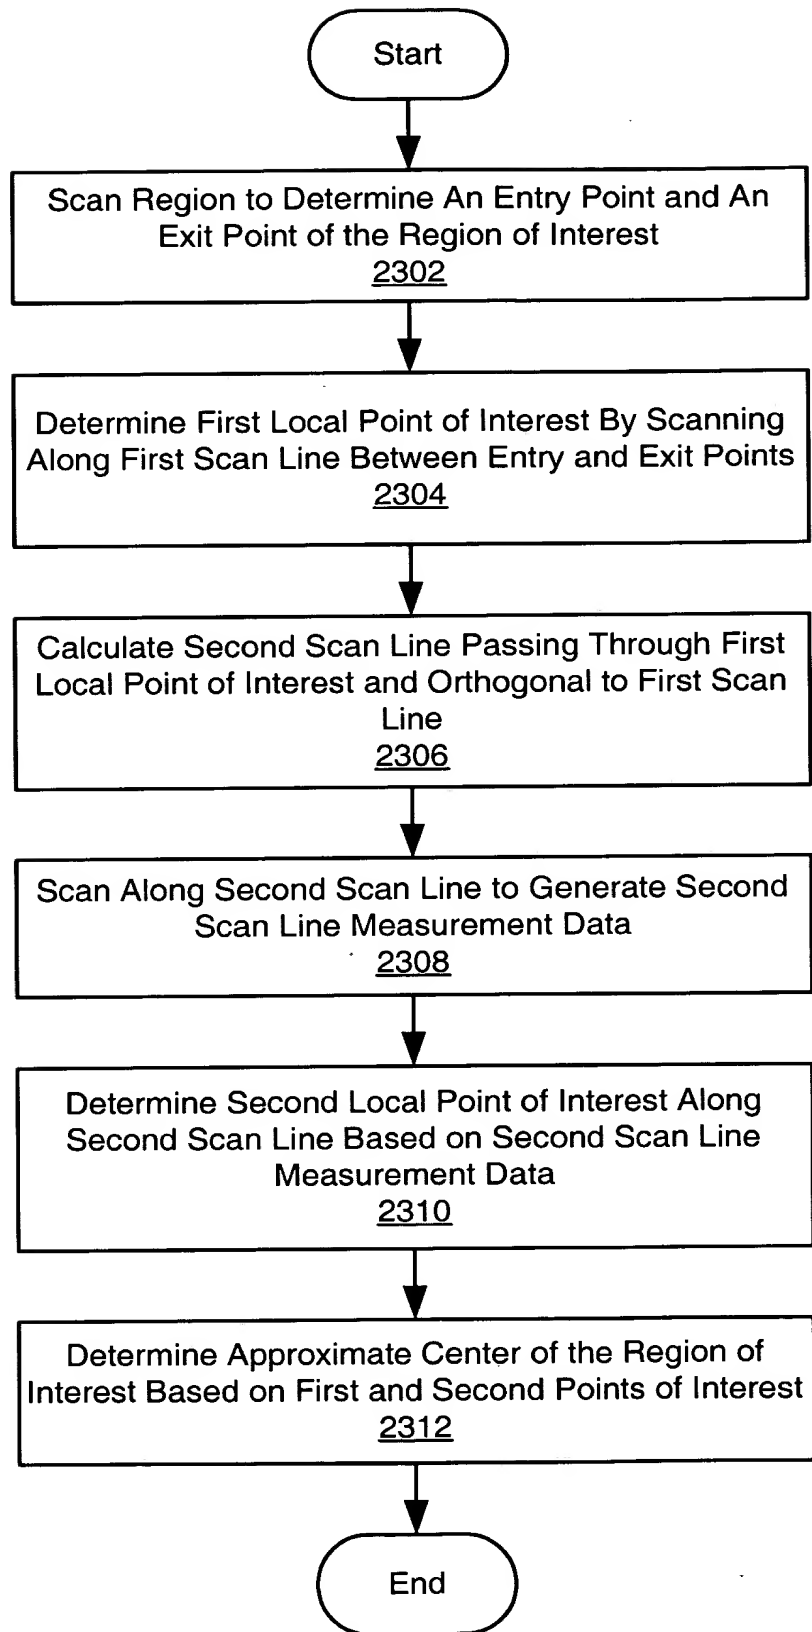 Start
Scan Region to Determine An Entry Point and An
Exit Point of the Region of Interest
2302
Determine First Local Point of Interest By Scanning
Along First Scan Line Between Entry and Exit Points
2304
Calculate Second Scan Line Passing Through First
Local Point of Interest and Orthogonal to First Scan
Line
2306
Scan Along Second Scan Line to Generate Second
Scan Line Measurement Data
2308
Determine Second Local Point of Interest Along
Second Scan Line Based on Second Scan Line
Measurement Data
2310
Determine Approximate Center of the Region of
Interest Based on First and Second Points of Interest
2312
End